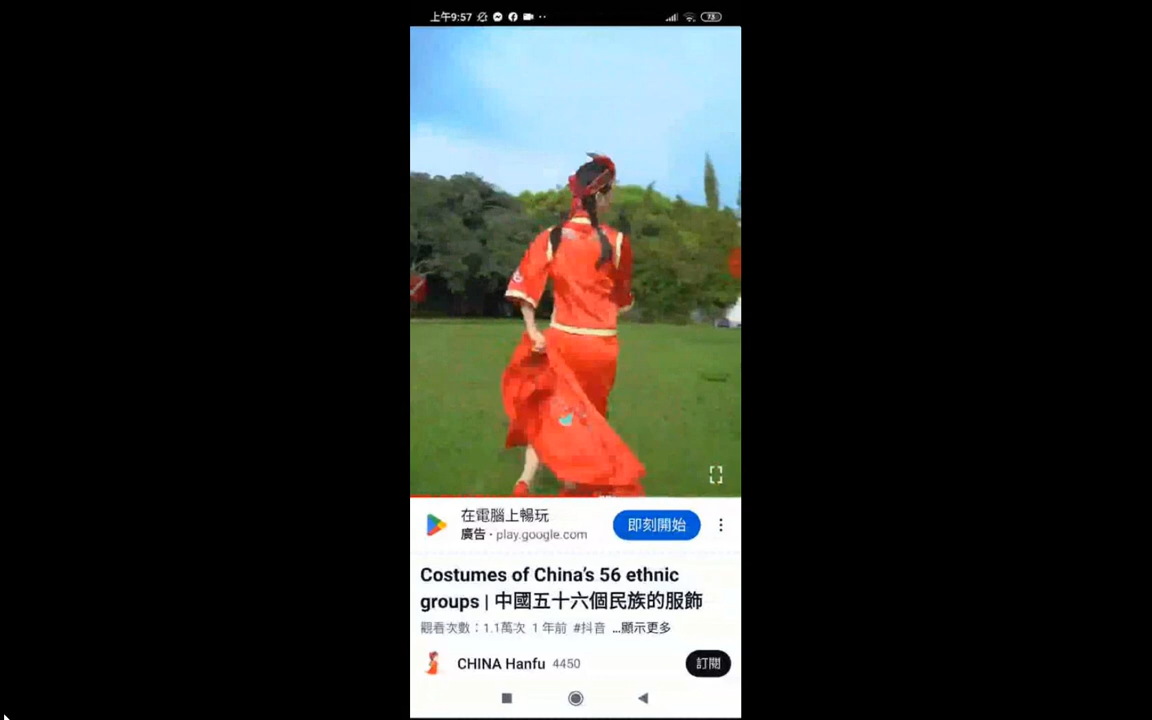 上午9:57
73
在電腦上暢玩
廣告 · play.google.com
即刻開始
Costumes of China's 56 ethnic
groups | 中國五十六個民族的服飾
觀看次數：1.1萬次 1 年前 #抖音 ...顯示更多
CHINA Hanfu 4450
訂閱